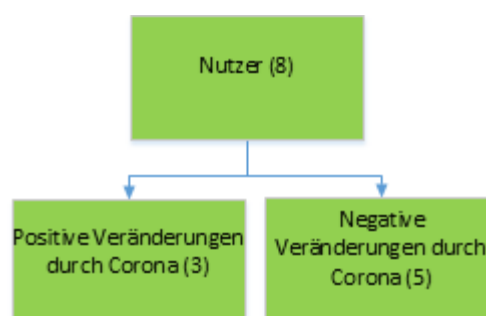 Nutzer (8)
Positive Veränderungen
durch Corona (3)
Negative
Veränderungen durch
Corona (5)